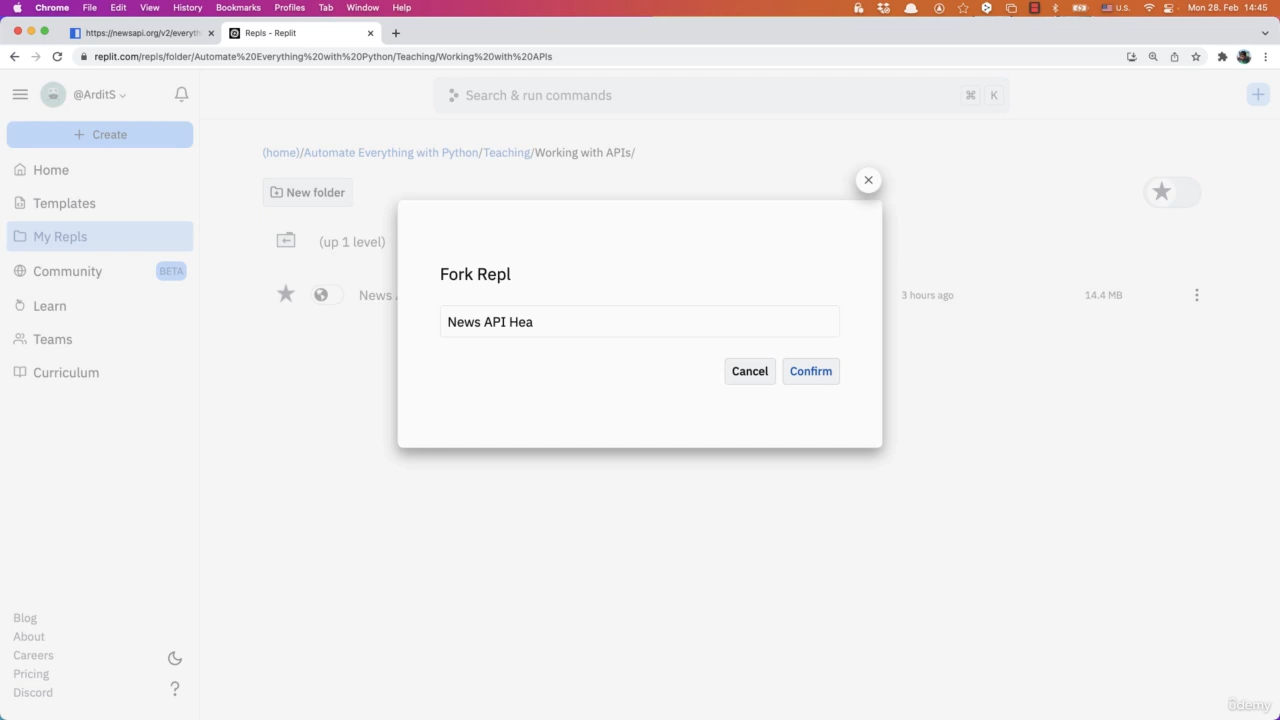 Chrome File Edit View History Bookmarks Profiles Tab Window Help U.S. Mon 28. Feb 14:45
https://newsapi.org/v2/everyth Repls - Replit
replit.com/repls/folder/Automate%20Everything%20with%20Python/Teaching/Working%20with%20APIs
@ArditS Search & run commands ⌘ K
+ Create
Home
Templates
My Repls
Community BETA
Learn
Teams
Curriculum
Blog
About
Careers
Pricing
Discord
?
(home)/Automate Everything with Python/Teaching/Working with APIs/
New folder
(up 1 level)
News 3 hours ago 14.4 MB
Fork Repl
News API Hea
Cancel Confirm
ûdemy